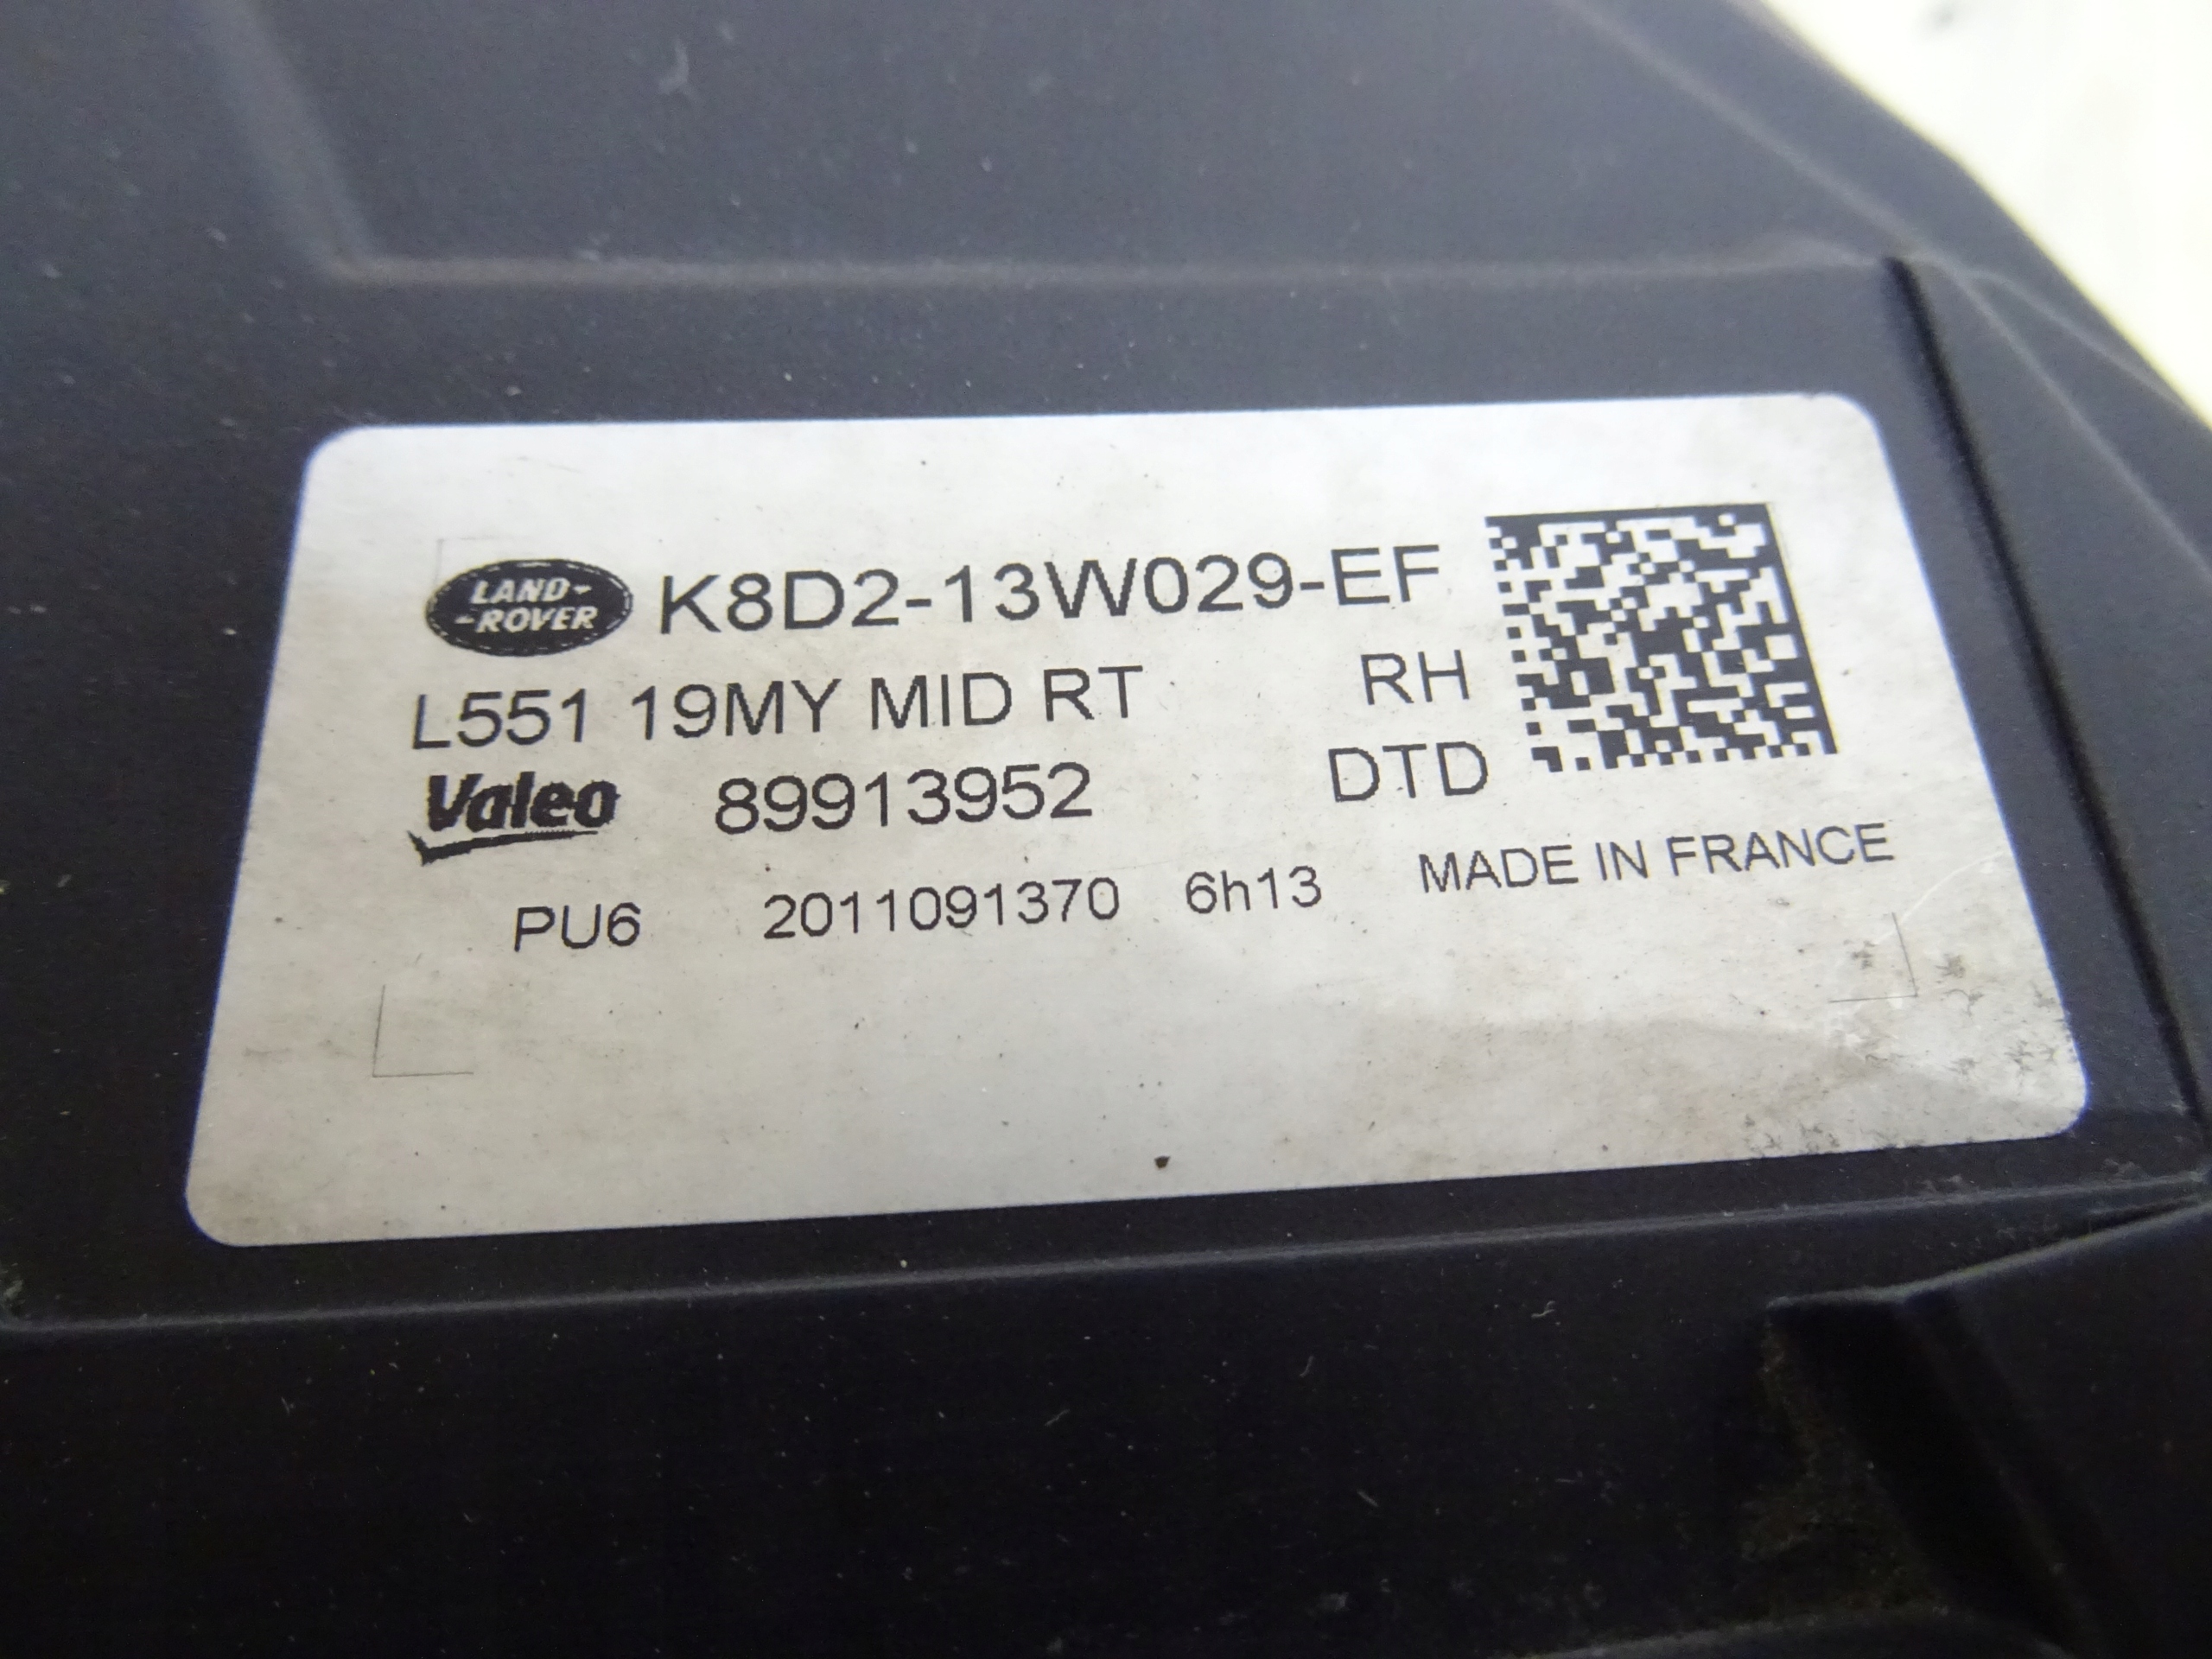 LAND-
-ROVER
K8D2-13W029-EF
L551 19MY MID RT RH
Valeo 89913952 DTD
PU6 2011091370 6h13 MADE IN FRANCE